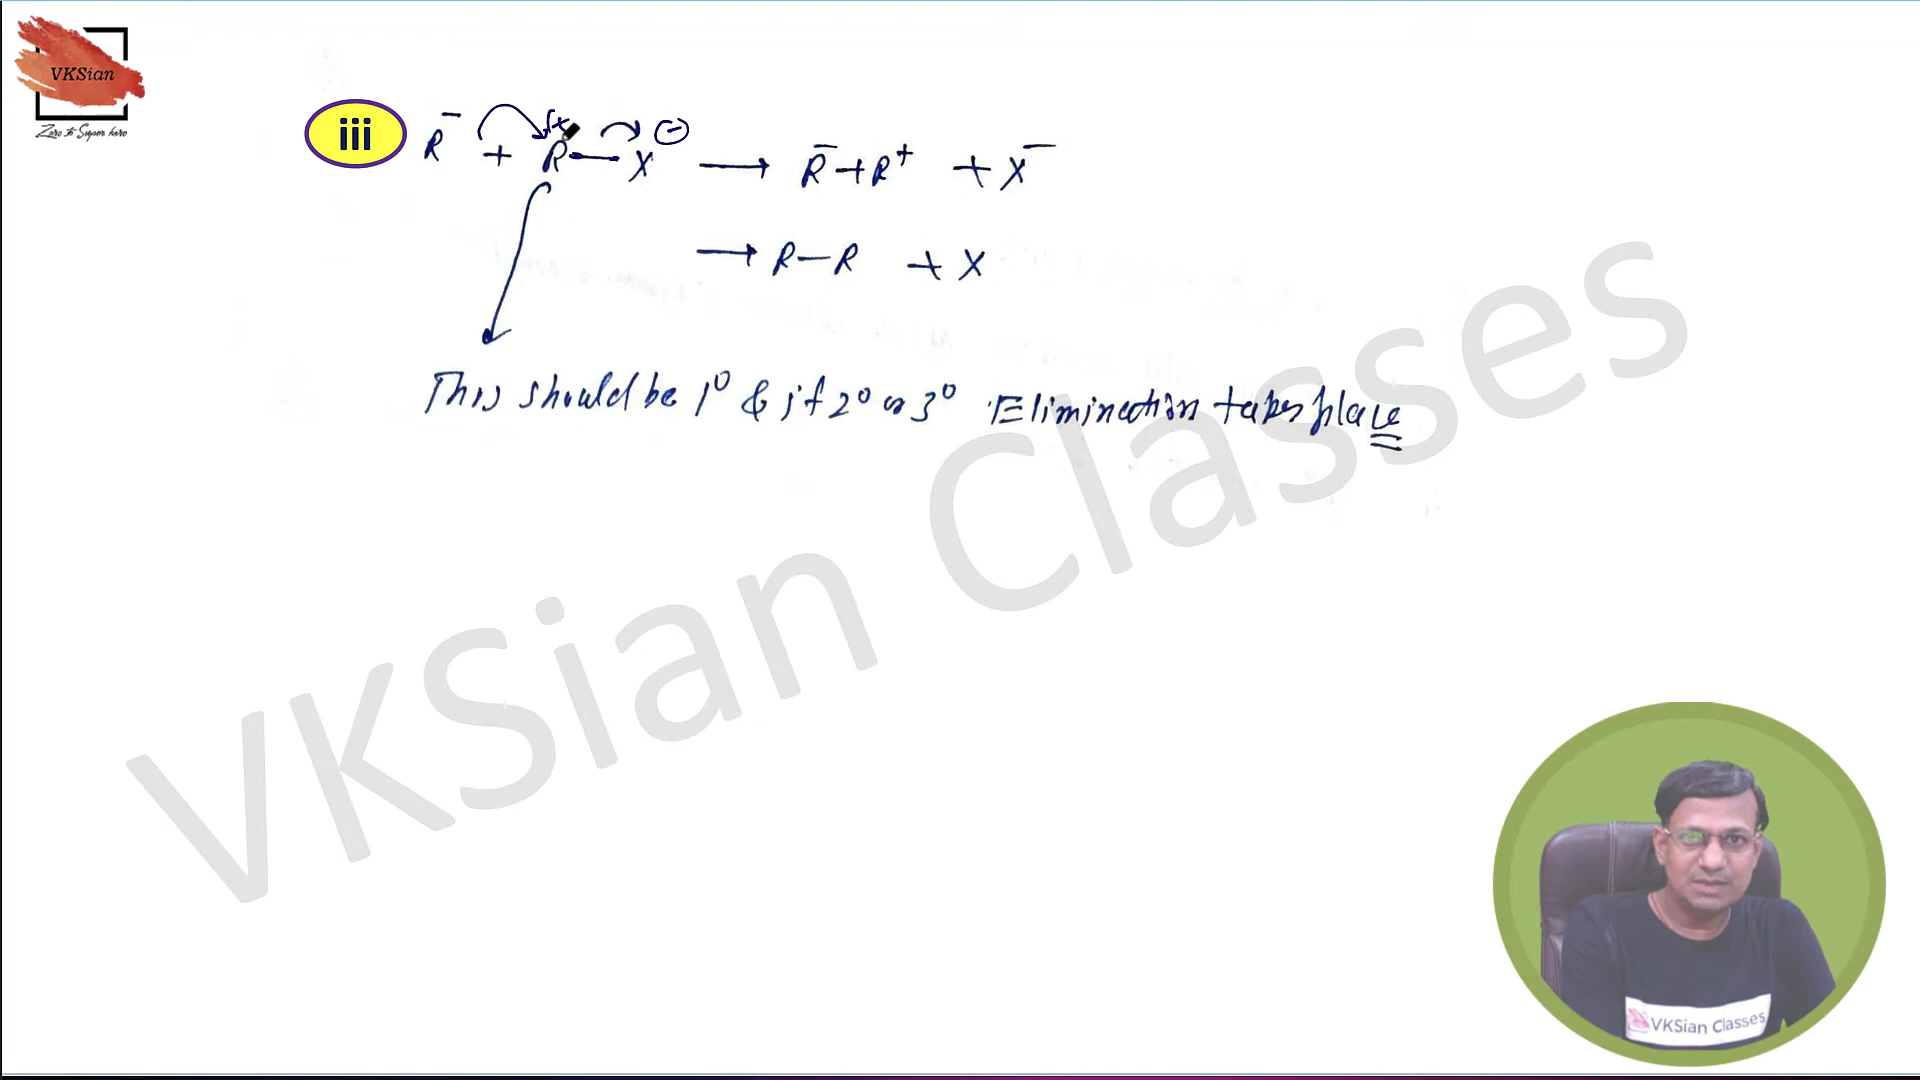 VKSian
Zero to Super hero
iii R⁻ + R—X ⊖ ⟶ R⁻ + R⁺ + X⁻
⟶ R—R + X
This should be 1° & if 2° or 3° Elimination takes place
VKSian Classes
VKSian Classes